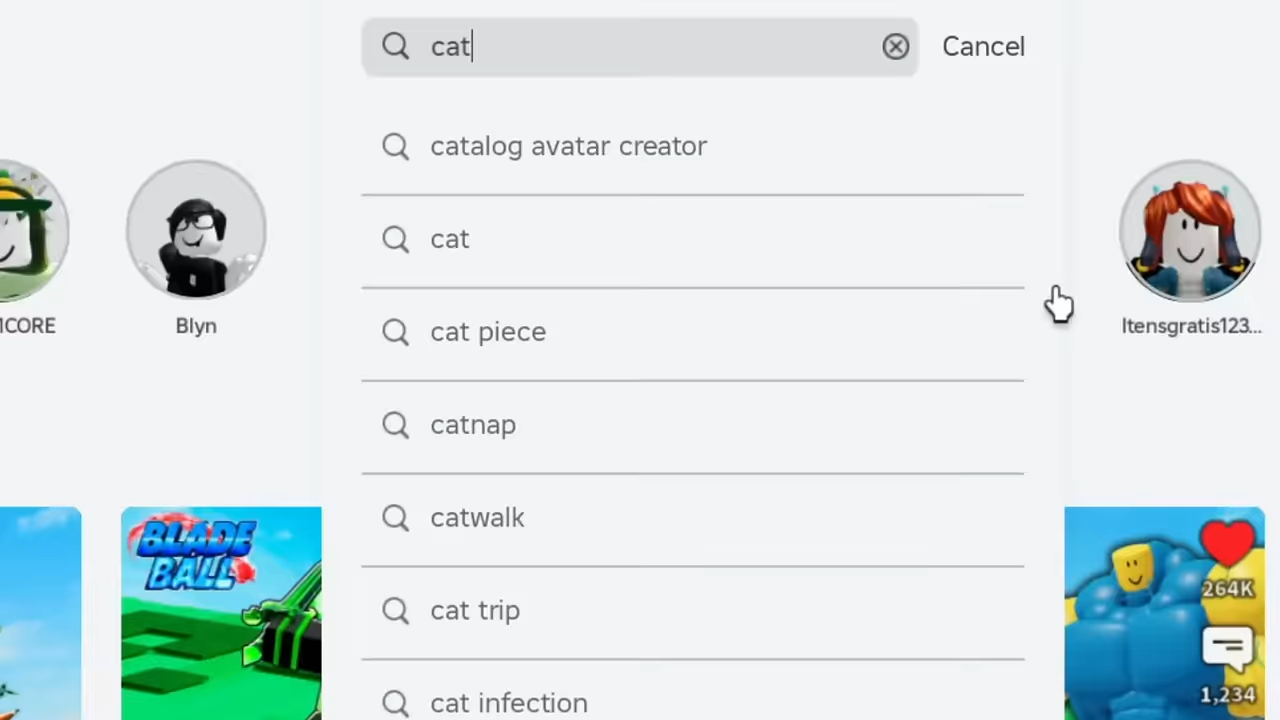 cat
Cancel
catalog avatar creator
cat
cat piece
catnap
catwalk
cat trip
cat infection
Blyn
Itensgratis123...
BLADE
BALL
264K
1,234